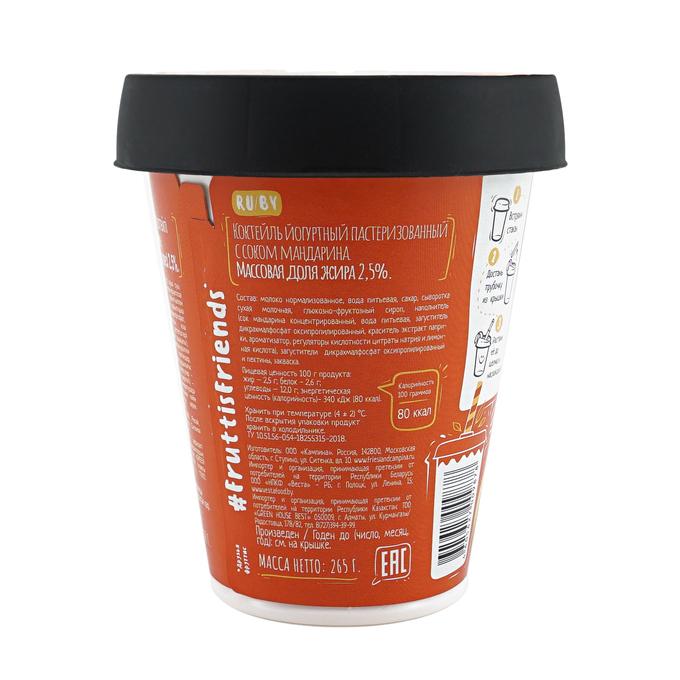 RU/BY
КОКТЕЙЛЬ ЙОГУРТНЫЙ ПАСТЕРИЗОВАННЫЙ
С СОКОМ МАНДАРИНА.
МАССОВАЯ ДОЛЯ ЖИРА 2,5%.
Состав: молоко нормализованное, вода питьевая, сахар, сыворотка
сухая молочная, глюкозно-фруктозный сироп, наполнитель
(сок мандарина концентрированный, вода питьевая, загуститель
дикрахмалфосфат оксипропилированный, краситель экстракт папри-
ки, ароматизатор, регуляторы кислотности цитраты натрия и лимон-
ная кислота), загустители дикрахмалфосфат оксипропилированный
и пектины, закваска.
Пищевая ценность 100 г продукта:
жир – 2,5 г; белок – 2,6 г;
углеводы – 12,0 г; энергетическая
ценность (калорийность)- 340 кДж (80 ккал).
Калорийность
100 граммов
80 ккал
Хранить при температуре (4 ± 2) °С.
После вскрытия упаковки продукт
хранить в холодильнике.
ТУ 10.51.56-054-18255315-2018.
Изготовитель: ООО «Кампина», Россия, 142800, Московская
область, г. Ступино, ул. Ситенка, вл. 10. www.frieslandcampina.ru
Импортер и организация, принимающая претензии от
потребителей на территории Республики Беларусь:
ООО «НПКФ «Веста» – РБ, г. Полоцк, ул. Ленина, 15.
www.vestafood.by.
Импортер и организация, принимающая претензии от
потребителей на территории Республики Казахстан: ТОО
«GREEN HOUSE BEST» 050009, г. Алматы, ул. Курмангазы/
Радостовца, 178/82, тел. 8(727)394-39-99.
Произведен / Годен до (число, месяц,
год): см. на крышке.
МАССА НЕТТО: 265 Г.
EAC
#fruttisfriends
*друзья
фруттис
1
Встряхни
2
Достань
трубочку
из крышки
3